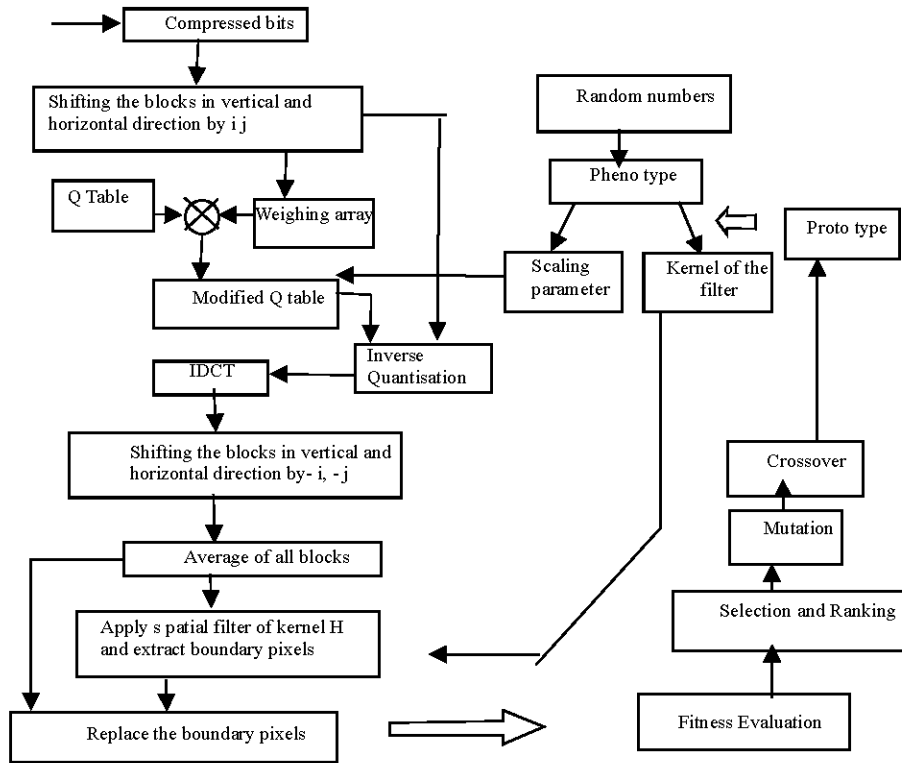 Compressed bits
Shifting the blocks in vertical and
horizontal direction by i j
Q Table
Weighing array
Modified Q table
Inverse
Quantisation
IDCT
Shifting the blocks in vertical and
horizontal direction by- i, - j
Average of all blocks
Apply s patial filter of kernel H
and extract boundary pixels
Replace the boundary pixels
Random numbers
Pheno type
Scaling
parameter
Kernel of the
filter
Proto type
Crossover
Mutation
Selection and Ranking
Fitness Evaluation